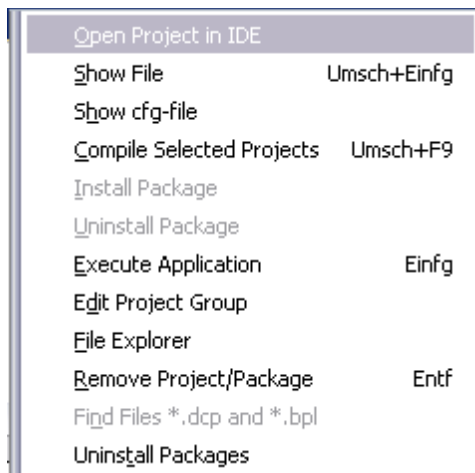 Open Project in IDE
Show File Umsch+Einfg
Show cfg-file
Compile Selected Projects Umsch+F9
Install Package
Uninstall Package
Execute Application Einfg
Edit Project Group
File Explorer
Remove Project/Package Entf
Find Files *.dcp and *.bpl
Uninstall Packages